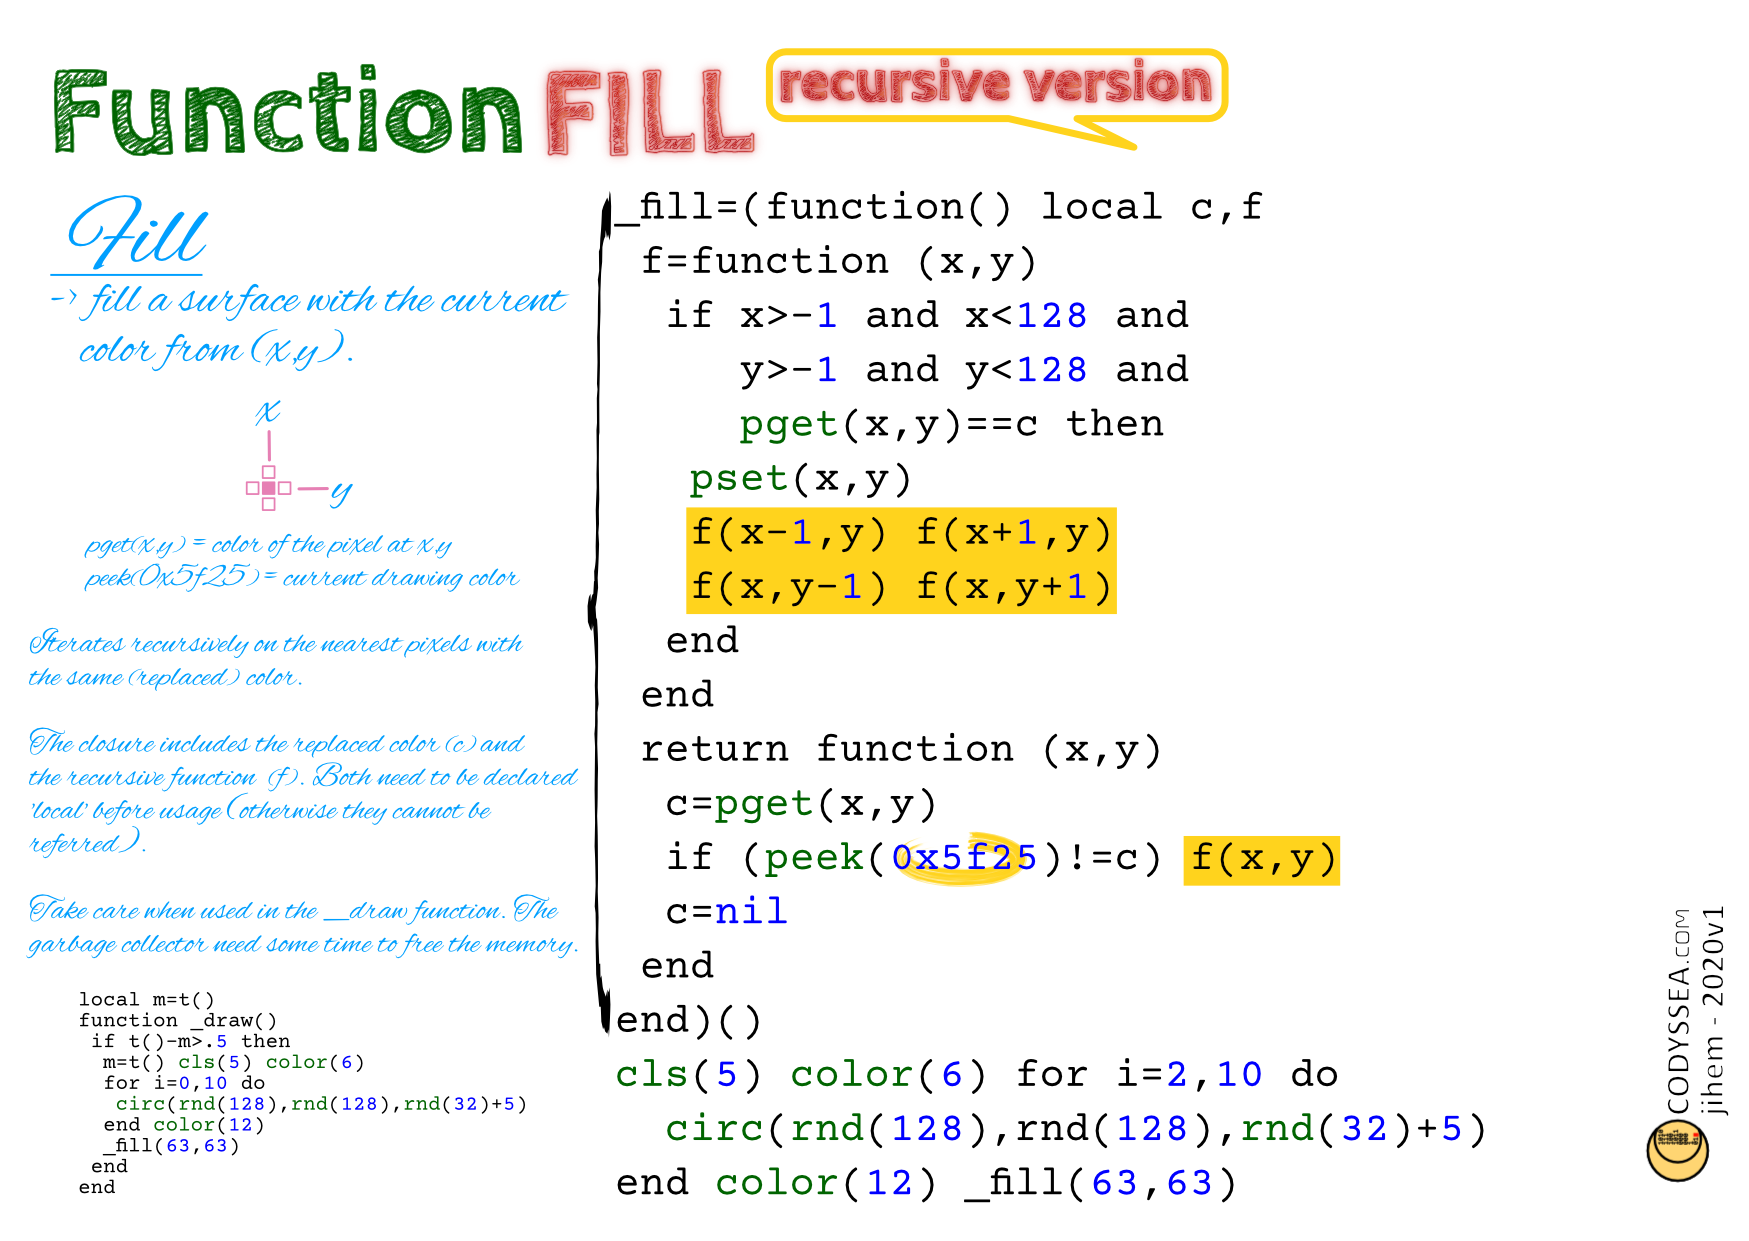 Function FILL recursive version
Fill
-> fill a surface with the current
color from (x,y).
x
y
pget(x,y) = color of the pixel at x,y
peek(0x5f25) = current drawing color
Iterates recursively on the nearest pixels with
the same (replaced) color.
The closure includes the replaced color (c) and
the recursive function (f). Both need to be declared
'local' before usage (otherwise they cannot be
referred).
Take care when used in the _draw function. The
garbage collector need some time to free the memory.
local m=t()
function _draw()
if t()-m>.5 then
m=t() cls(5) color(6)
for i=0,10 do
circ(rnd(128),rnd(128),rnd(32)+5)
end color(12)
_fill(63,63)
end
end
_fill=(function() local c,f
f=function (x,y)
if x>-1 and x<128 and
y>-1 and y<128 and
pget(x,y)==c then
pset(x,y)
f(x-1,y) f(x+1,y)
f(x,y-1) f(x,y+1)
end
end
return function (x,y)
c=pget(x,y)
if (peek(0x5f25)!=c) f(x,y)
c=nil
end
end)()
cls(5) color(6) for i=2,10 do
circ(rnd(128),rnd(128),rnd(32)+5)
end color(12) _fill(63,63)
CODYSSEA.COM
jihem - 2020v1